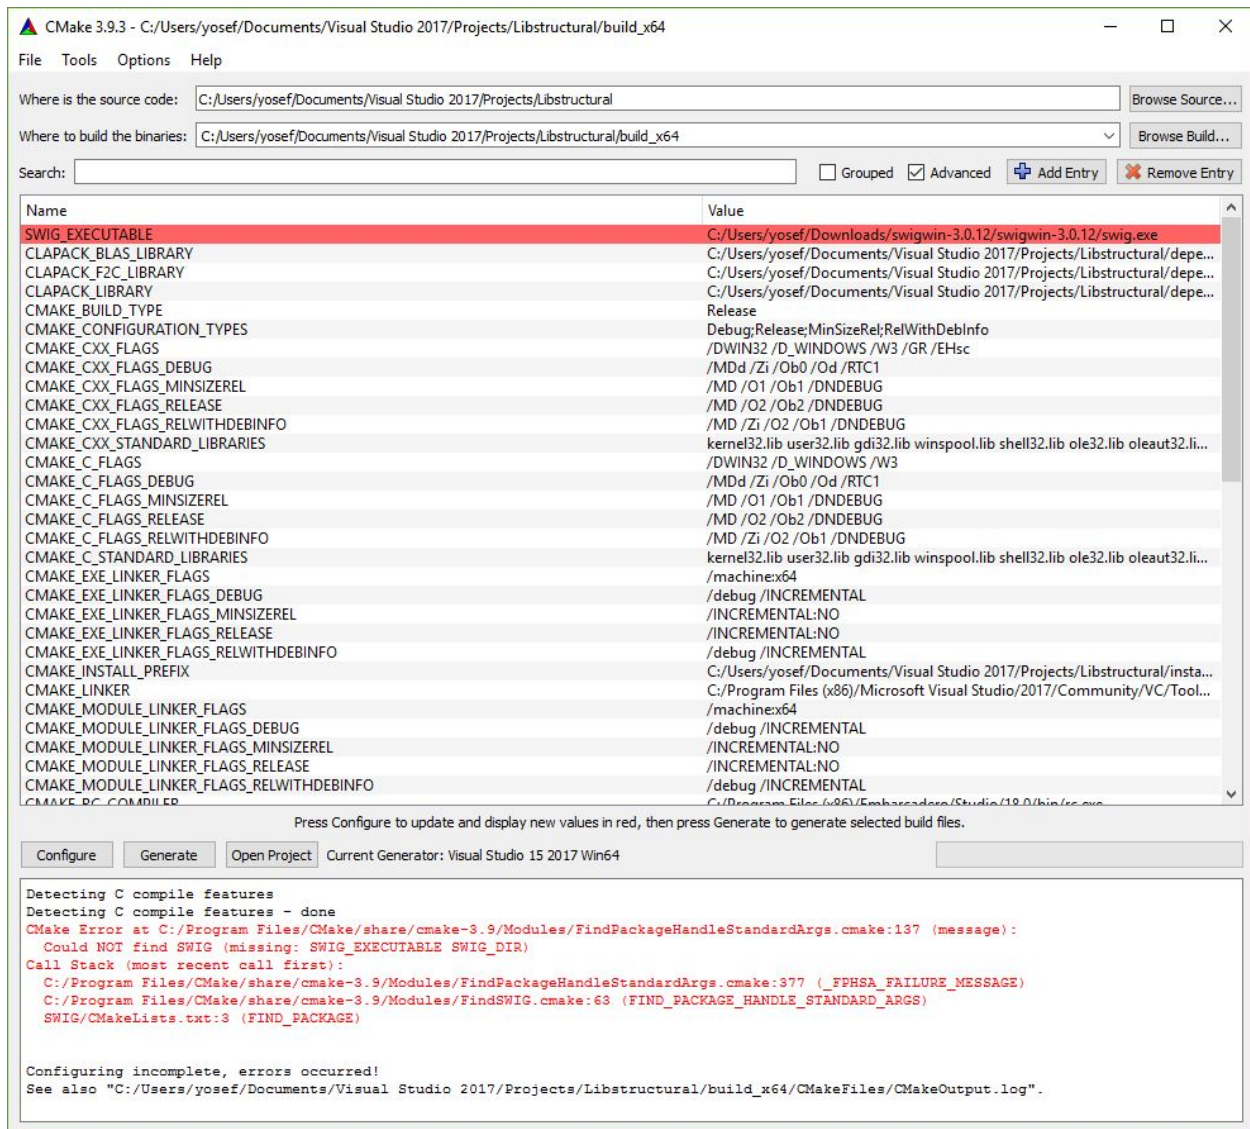 CMake 3.9.3 - C:/Users/yosef/Documents/Visual Studio 2017/Projects/Libstructural/build_x64
File Tools Options Help
Where is the source code: C:/Users/yosef/Documents/Visual Studio 2017/Projects/Libstructural Browse Source...
Where to build the binaries: C:/Users/yosef/Documents/Visual Studio 2017/Projects/Libstructural/build_x64 Browse Build...
Search: Grouped Advanced Add Entry Remove Entry
Name Value
SWIG_EXECUTABLE C:/Users/yosef/Downloads/swigwin-3.0.12/swigwin-3.0.12/swig.exe
CLAPACK_BLAS_LIBRARY C:/Users/yosef/Documents/Visual Studio 2017/Projects/Libstructural/depe...
CLAPACK_F2C_LIBRARY C:/Users/yosef/Documents/Visual Studio 2017/Projects/Libstructural/depe...
CLAPACK_LIBRARY C:/Users/yosef/Documents/Visual Studio 2017/Projects/Libstructural/depe...
CMAKE_BUILD_TYPE Release
CMAKE_CONFIGURATION_TYPES Debug;Release;MinSizeRel;RelWithDebInfo
CMAKE_CXX_FLAGS /DWIN32 /D_WINDOWS /W3 /GR /EHsc
CMAKE_CXX_FLAGS_DEBUG /MDd /Zi /Ob0 /Od /RTC1
CMAKE_CXX_FLAGS_MINSIZEREL /MD /O1 /Ob1 /DNDEBUG
CMAKE_CXX_FLAGS_RELEASE /MD /O2 /Ob2 /DNDEBUG
CMAKE_CXX_FLAGS_RELWITHDEBINFO /MD /Zi /O2 /Ob1 /DNDEBUG
CMAKE_CXX_STANDARD_LIBRARIES kernel32.lib user32.lib gdi32.lib winspool.lib shell32.lib ole32.lib oleaut32.li...
CMAKE_C_FLAGS /DWIN32 /D_WINDOWS /W3
CMAKE_C_FLAGS_DEBUG /MDd /Zi /Ob0 /Od /RTC1
CMAKE_C_FLAGS_MINSIZEREL /MD /O1 /Ob1 /DNDEBUG
CMAKE_C_FLAGS_RELEASE /MD /O2 /Ob2 /DNDEBUG
CMAKE_C_FLAGS_RELWITHDEBINFO /MD /Zi /O2 /Ob1 /DNDEBUG
CMAKE_C_STANDARD_LIBRARIES kernel32.lib user32.lib gdi32.lib winspool.lib shell32.lib ole32.lib oleaut32.li...
CMAKE_EXE_LINKER_FLAGS /machine:x64
CMAKE_EXE_LINKER_FLAGS_DEBUG /debug /INCREMENTAL
CMAKE_EXE_LINKER_FLAGS_MINSIZEREL /INCREMENTAL:NO
CMAKE_EXE_LINKER_FLAGS_RELEASE /INCREMENTAL:NO
CMAKE_EXE_LINKER_FLAGS_RELWITHDEBINFO /debug /INCREMENTAL
CMAKE_INSTALL_PREFIX C:/Users/yosef/Documents/Visual Studio 2017/Projects/Libstructural/insta...
CMAKE_LINKER C:/Program Files (x86)/Microsoft Visual Studio/2017/Community/VC/Tool...
CMAKE_MODULE_LINKER_FLAGS /machine:x64
CMAKE_MODULE_LINKER_FLAGS_DEBUG /debug /INCREMENTAL
CMAKE_MODULE_LINKER_FLAGS_MINSIZEREL /INCREMENTAL:NO
CMAKE_MODULE_LINKER_FLAGS_RELEASE /INCREMENTAL:NO
CMAKE_MODULE_LINKER_FLAGS_RELWITHDEBINFO /debug /INCREMENTAL
CMAKE_RC_COMPILER C:/Program Files (x86)/Embarcadero/Studio/18.0/bin/rc.exe
Press Configure to update and display new values in red, then press Generate to generate selected build files.
Configure Generate Open Project Current Generator: Visual Studio 15 2017 Win64
Detecting C compile features
Detecting C compile features - done
CMake Error at C:/Program Files/CMake/share/cmake-3.9/Modules/FindPackageHandleStandardArgs.cmake:137 (message):
Could NOT find SWIG (missing: SWIG_EXECUTABLE SWIG_DIR)
Call Stack (most recent call first):
C:/Program Files/CMake/share/cmake-3.9/Modules/FindPackageHandleStandardArgs.cmake:377 (_FPHSA_FAILURE_MESSAGE)
C:/Program Files/CMake/share/cmake-3.9/Modules/FindSWIG.cmake:63 (FIND_PACKAGE_HANDLE_STANDARD_ARGS)
SWIG/CMakeLists.txt:3 (FIND_PACKAGE)
Configuring incomplete, errors occurred!
See also "C:/Users/yosef/Documents/Visual Studio 2017/Projects/Libstructural/build_x64/CMakeFiles/CMakeOutput.log".